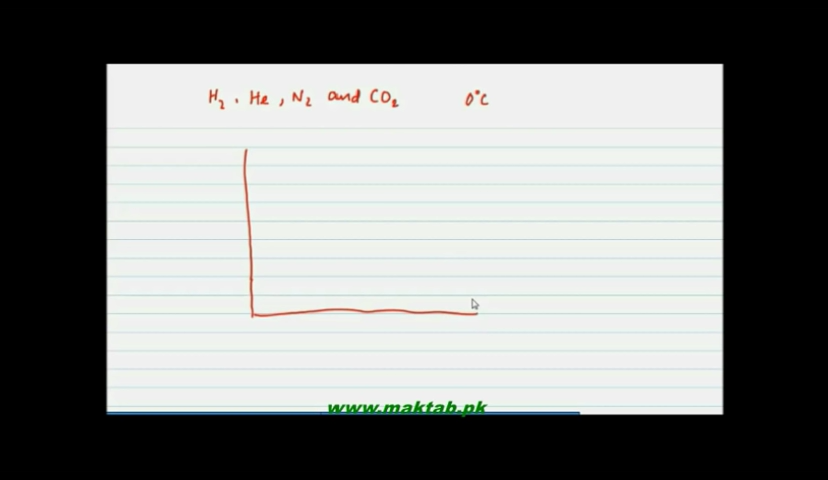 H₂, He, N₂ and CO₂ 0°C
www.maktab.pk